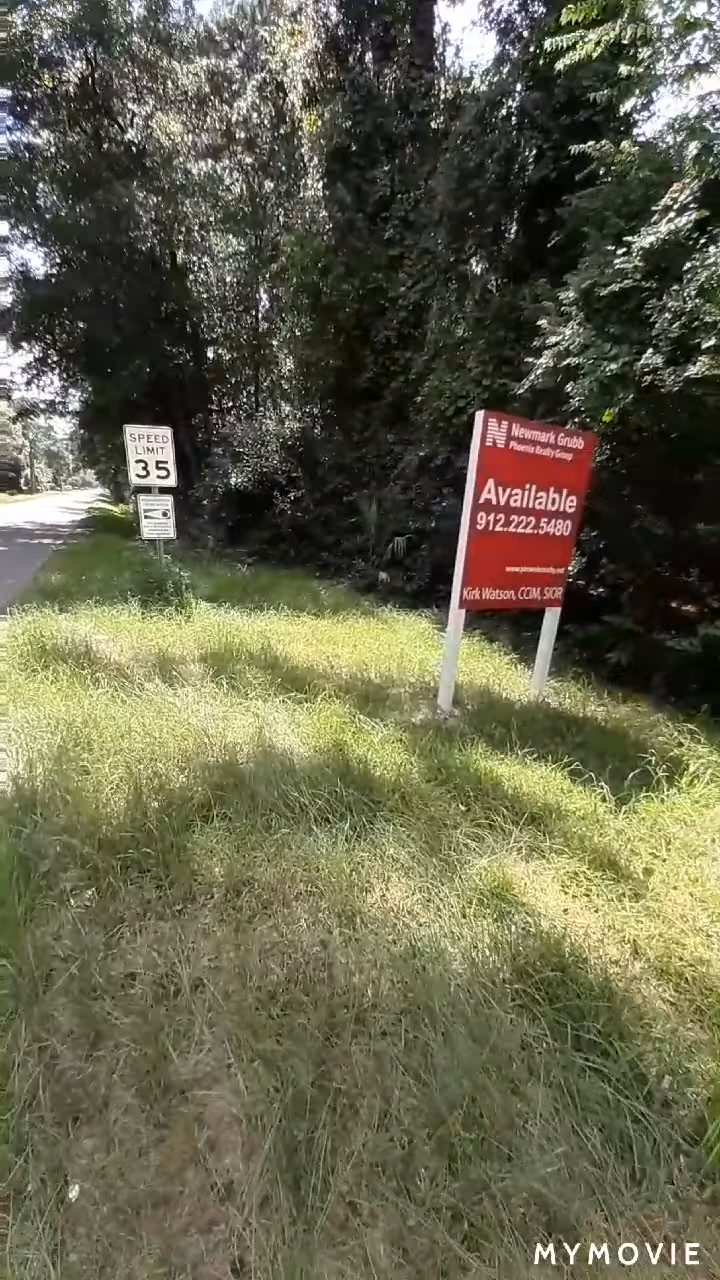 SPEED
LIMIT
35
Newmark Grubb
Phoenix Realty Group
Available
912.222.5480
Kirk Watson, CCIM, SIOR
MYMOVIE